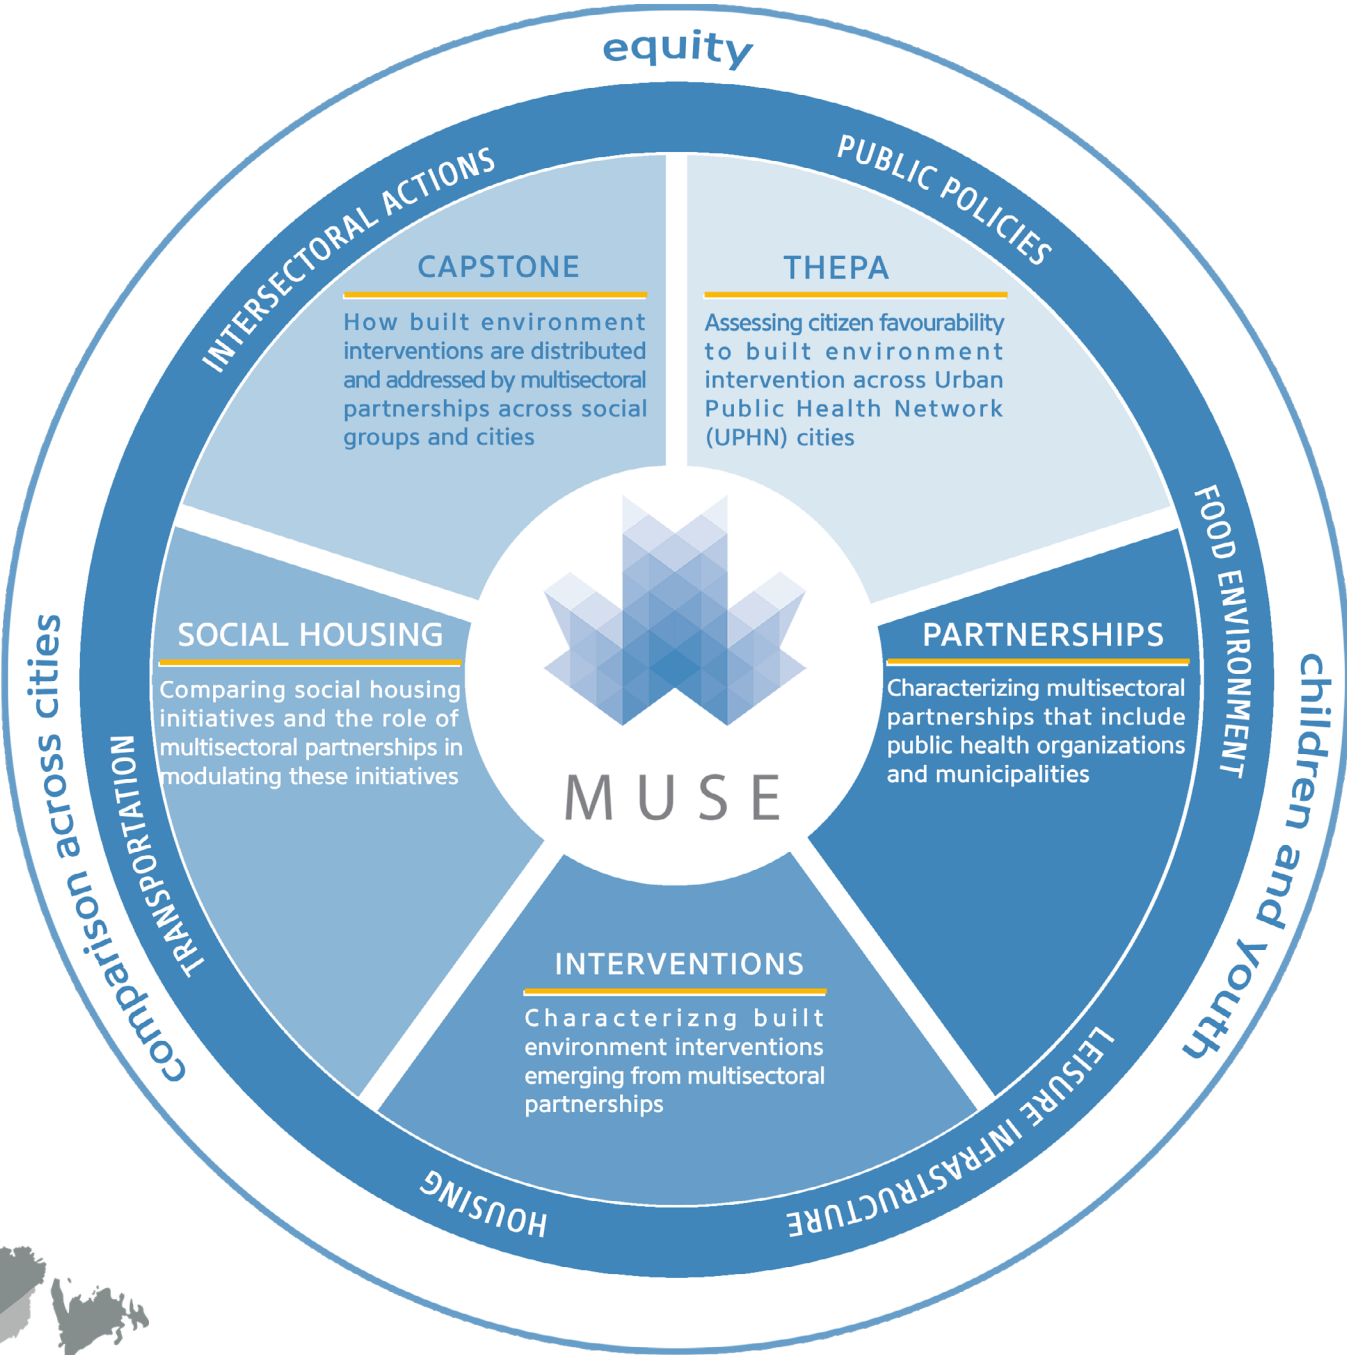 equity
INTERSECTORAL ACTIONS
PUBLIC POLICIES
FOOD ENVIRONMENT
LEISURE INFRASTRUCTURE
HOUSING
TRANSPORTATION
children and youth
comparison across cities
CAPSTONE
How built environment
interventions are distributed
and addressed by multisectoral
partnerships across social
groups and cities
THEPA
Assessing citizen favourability
to built environment
intervention across Urban
Public Health Network
(UPHN) cities
SOCIAL HOUSING
Comparing social housing
initiatives and the role of
multisectoral partnerships in
modulating these initiatives
MUSE
PARTNERSHIPS
Characterizing multisectoral
partnerships that include
public health organizations
and municipalities
INTERVENTIONS
Characterizng built
environment interventions
emerging from multisectoral
partnerships